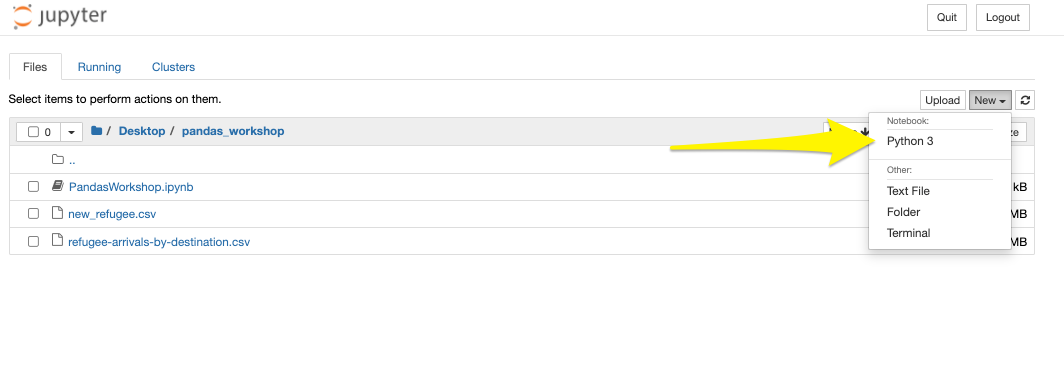 jupyter
Quit
Logout
Files
Running
Clusters
Select items to perform actions on them.
Upload
New
0
/ Desktop / pandas_workshop
Notebook:
Python 3
Other:
Text File
Folder
Terminal
..
PandasWorkshop.ipynb
kB
new_refugee.csv
MB
refugee-arrivals-by-destination.csv
MB